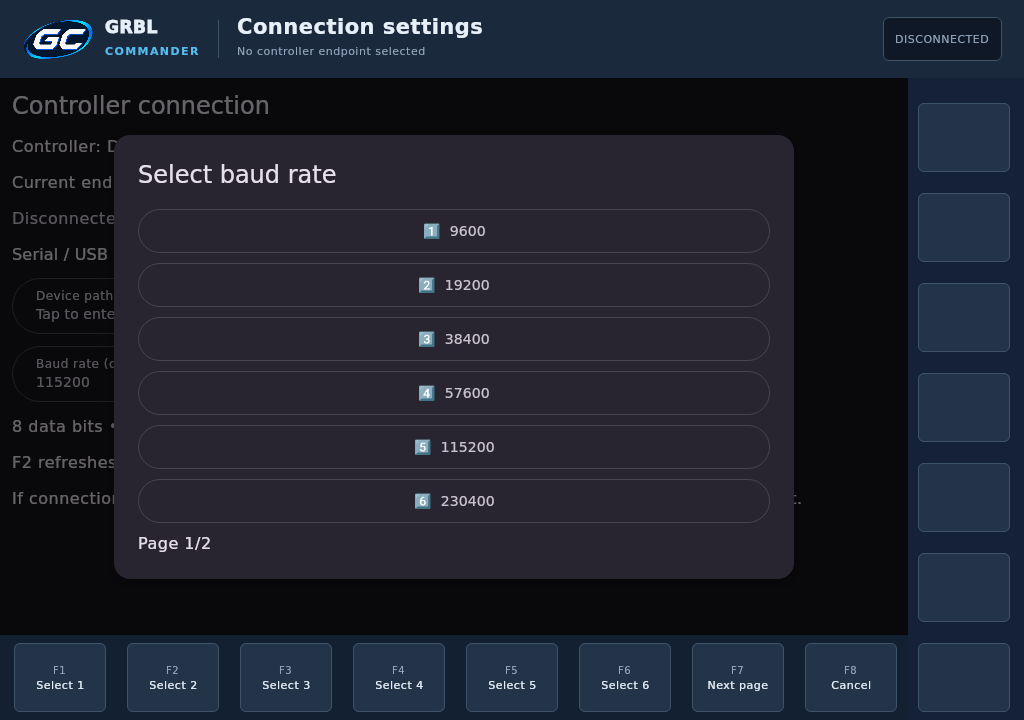 GC
GRBL
COMMANDER
Connection settings
No controller endpoint selected
DISCONNECTED
Controller connection
Controller:
Current end
Disconnecte
Serial / USB
Device path
Tap to ente
Baud rate (
115200
8 data bits •
F2 refreshes
If connection
t.
Select baud rate
1 9600
2 19200
3 38400
4 57600
5 115200
6 230400
Page 1/2
F1
Select 1
F2
Select 2
F3
Select 3
F4
Select 4
F5
Select 5
F6
Select 6
F7
Next page
F8
Cancel